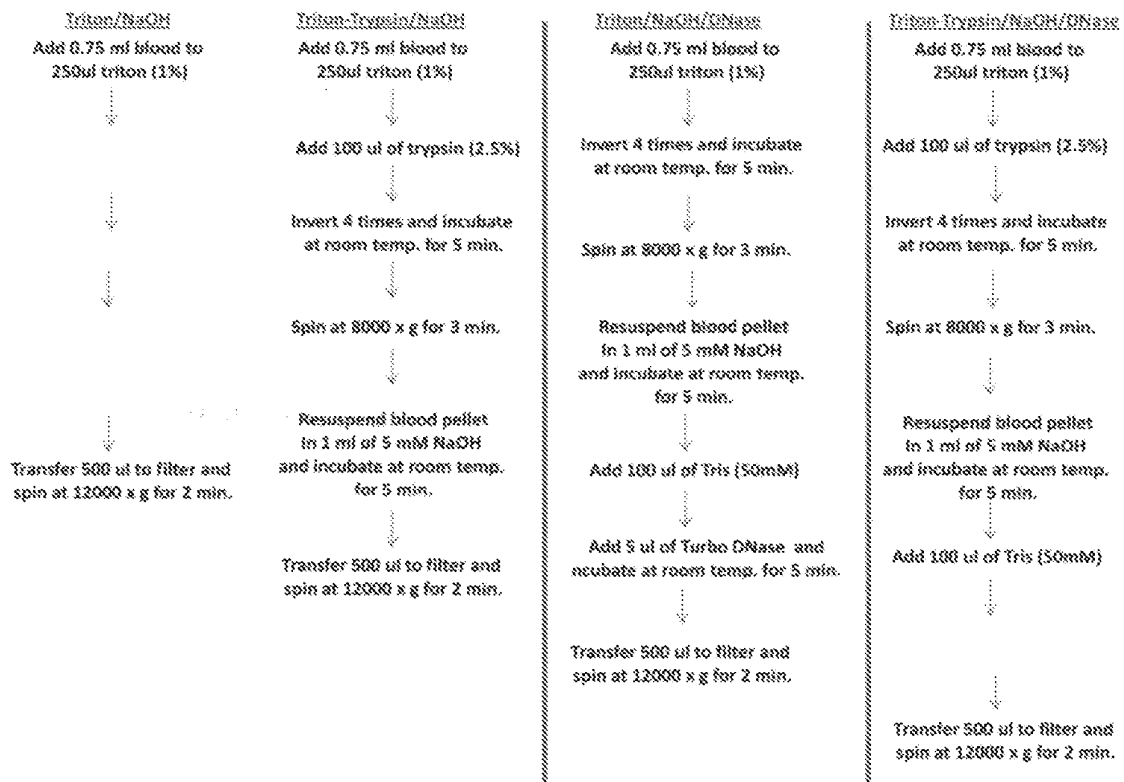 Triton/NaOH
Add 0.75 ml blood to
250ul triton (1%)
Transfer 500 ul to filter and
spin at 12000 x g for 2 min.
Triton-Trypsin/NaOH
Add 0.75 ml blood to
250ul triton (1%)
Add 100 ul of trypsin (2.5%)
Invert 4 times and incubate
at room temp. for 5 min.
Spin at 8000 x g for 3 min.
Resuspend blood pellet
in 1 ml of 5 mM NaOH
and incubate at room temp.
for 5 min.
Transfer 500 ul to filter and
spin at 12000 x g for 2 min.
Triton/NaOH/DNase
Add 0.75 ml blood to
250ul triton (1%)
Invert 4 times and incubate
at room temp. for 5 min.
Spin at 8000 x g for 3 min.
Resuspend blood pellet
in 1 ml of 5 mM NaOH
and incubate at room temp.
for 5 min.
Add 100 ul of Tris (50mM)
Add 5 ul of Turbo DNase and
ncubate at room temp. for 5 min.
Transfer 500 ul to filter and
spin at 12000 x g for 2 min.
Triton-Trypsin/NaOH/DNase
Add 0.75 ml blood to
250ul triton (1%)
Add 100 ul of trypsin (2.5%)
Invert 4 times and incubate
at room temp. for 5 min.
Spin at 8000 x g for 3 min.
Resuspend blood pellet
in 1 ml of 5 mM NaOH
and incubate at room temp.
for 5 min.
Add 100 ul of Tris (50mM)
Transfer 500 ul to filter and
spin at 12000 x g for 2 min.